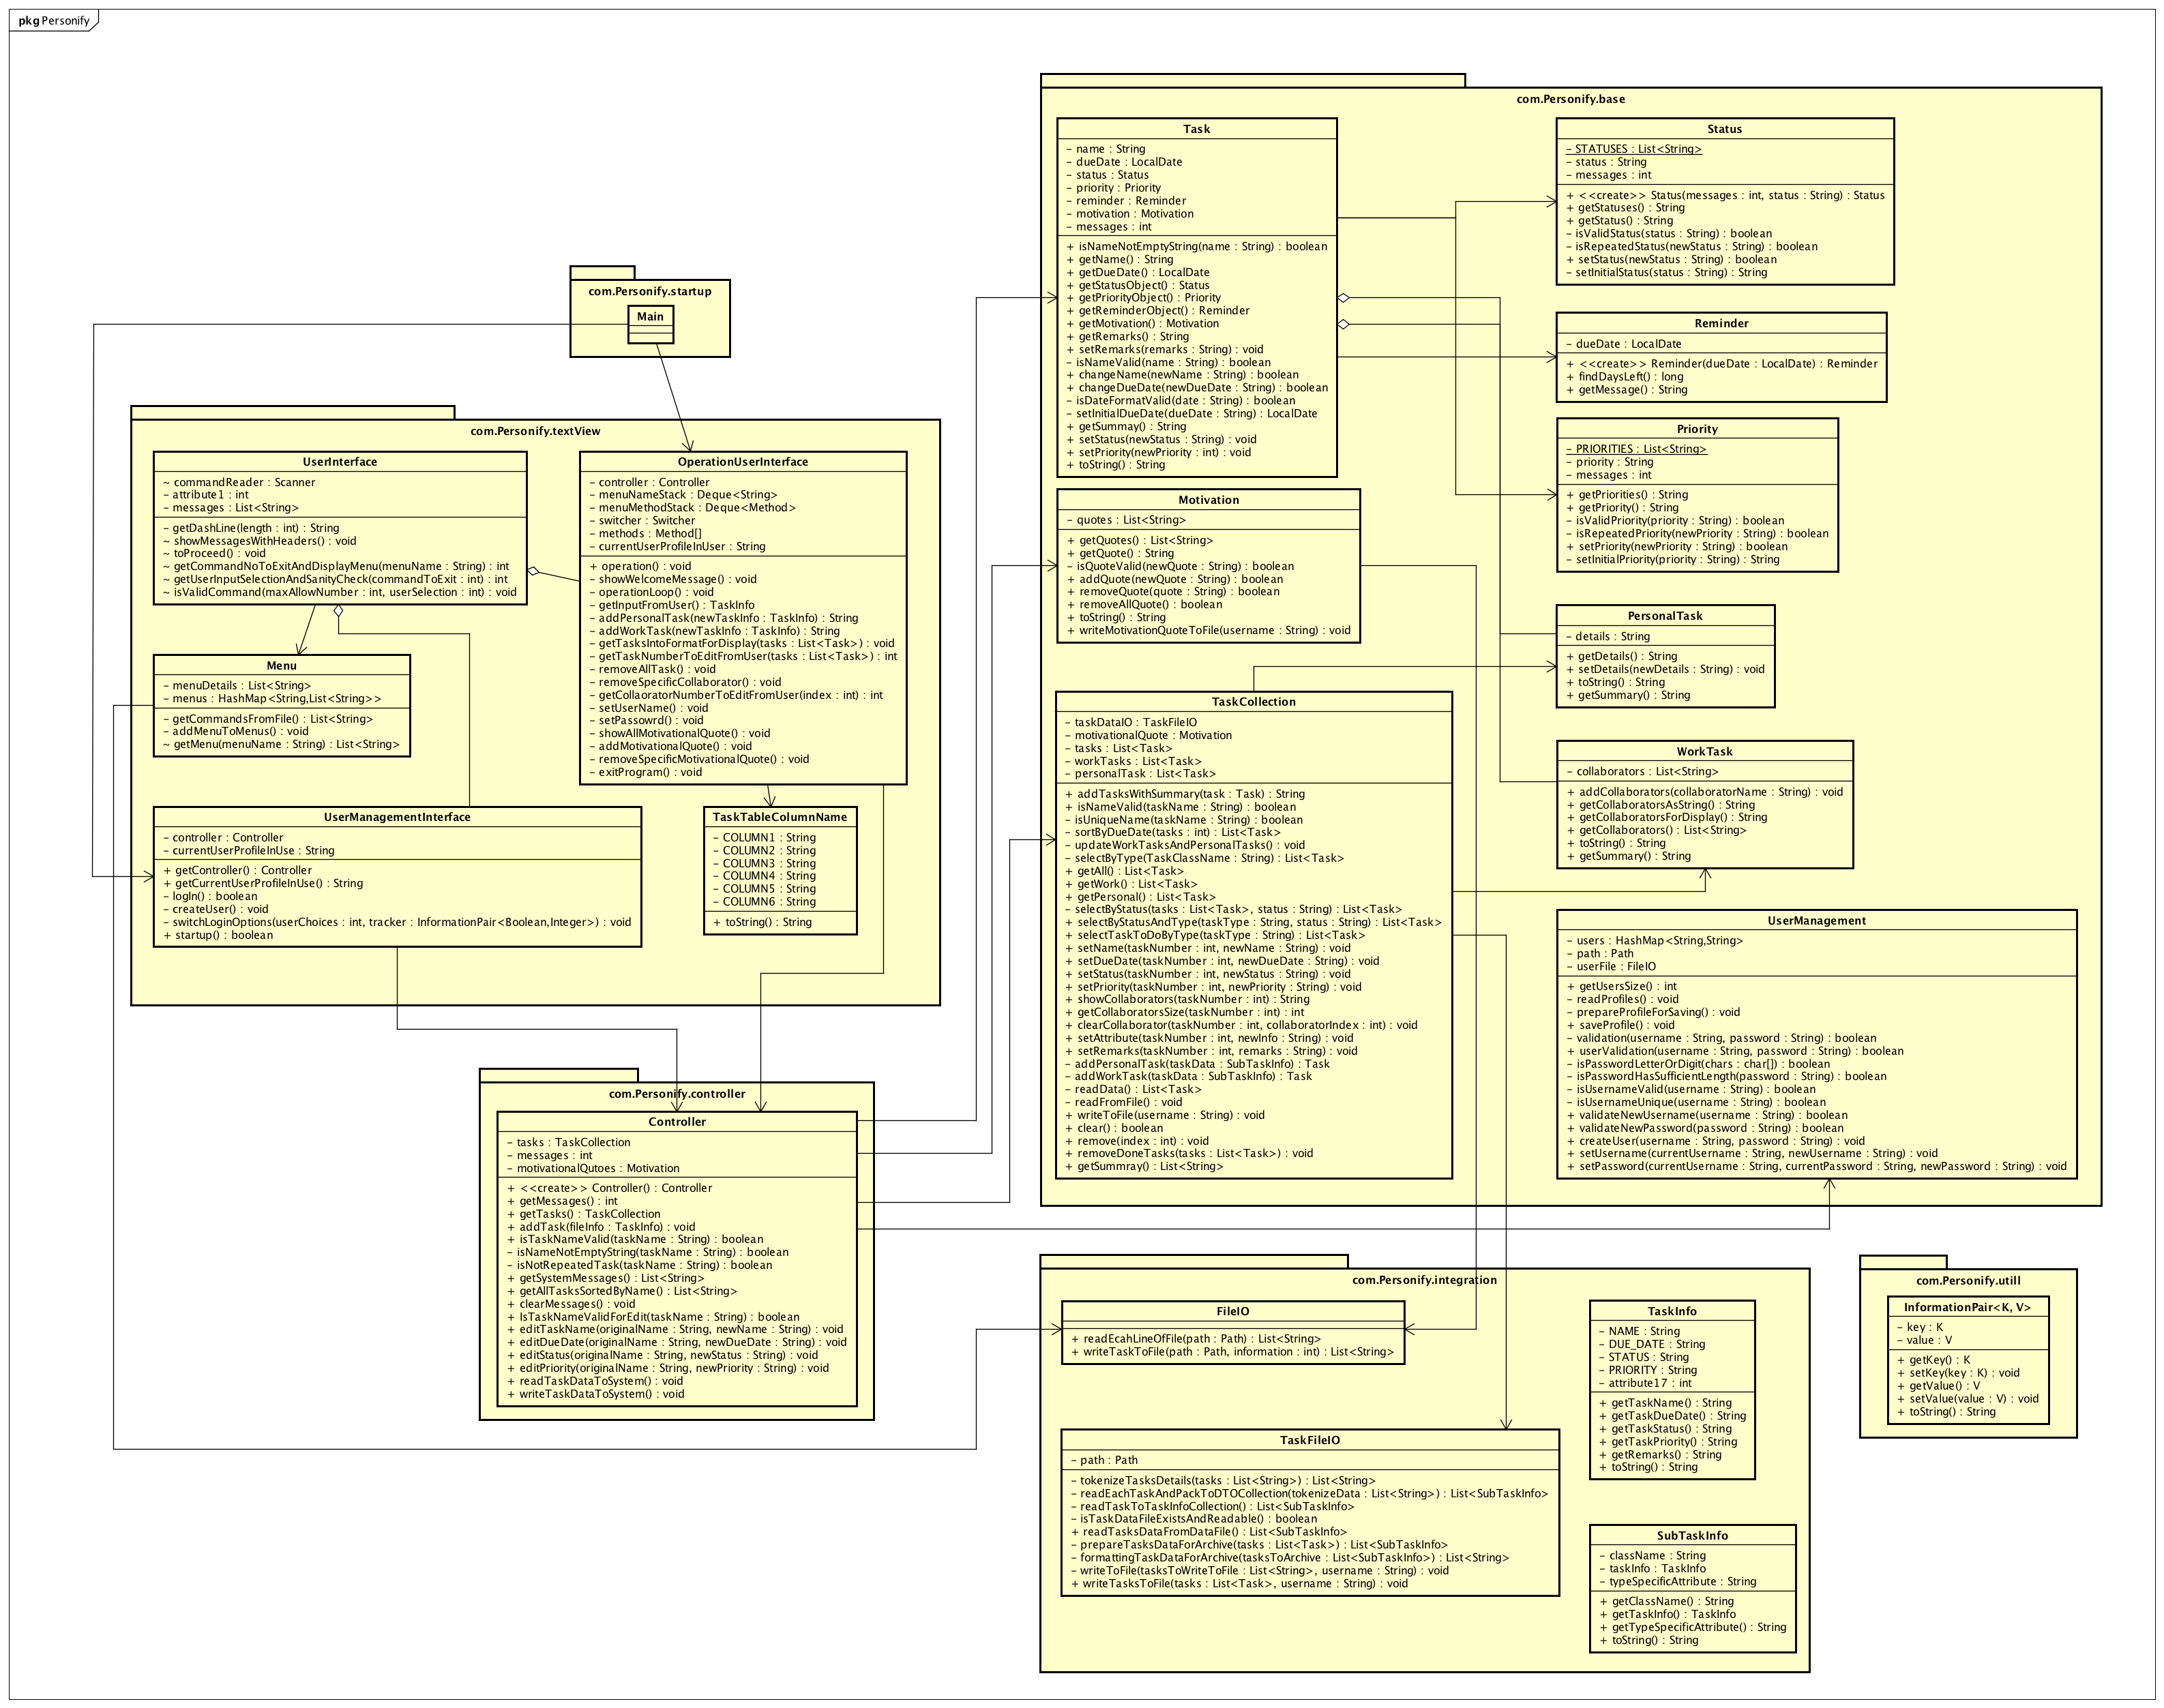 pkg Personify
com.Personify.startup
Main
com.Personify.textView
UserInterface
~ commandReader : Scanner
– attribute1 : int
– messages : List<String>
– getDashLine(length : int) : String
~ showMessagesWithHeaders() : void
~ toProceed() : void
~ getCommandNoToExitAndDisplayMenu(menuName : String) : int
~ getUserInputSelectionAndSanityCheck(commandToExit : int) : int
~ isValidCommand(maxAllowNumber : int, userSelection : int) : void
OperationUserInterface
– controller : Controller
– menuNameStack : Deque<String>
– menuMethodStack : Deque<Method>
– switcher : Switcher
– methods : Method[]
– currentUserProfileInUser : String
+ operation() : void
– showWelcomeMessage() : void
– operationLoop() : void
– getInputFromUser() : TaskInfo
– addPersonalTask(newTaskInfo : TaskInfo) : String
– addWorkTask(newTaskInfo : TaskInfo) : String
– getTasksIntoFormatForDisplay(tasks : List<Task>) : void
– getTaskNumberToEditFromUser(tasks : List<Task>) : int
– removeAllTask() : void
– removeSpecificCollaborator() : void
– getCollaoratorNumberToEditFromUser(index : int) : int
– setUserName() : void
– setPassowrd() : void
– showAllMotivationalQuote() : void
– addMotivationalQuote() : void
– removeSpecificMotivationalQuote() : void
– exitProgram() : void
Menu
– menuDetails : List<String>
– menus : HashMap<String,List<String>>
– getCommandsFromFile() : List<String>
– addMenuToMenus() : void
~ getMenu(menuName : String) : List<String>
UserManagementInterface
– controller : Controller
– currentUserProfileInUse : String
+ getController() : Controller
+ getCurrentUserProfileInUse() : String
– logIn() : boolean
– createUser() : void
– switchLoginOptions(userChoices : int, tracker : InformationPair<Boolean,Integer>) : void
+ startup() : boolean
TaskTableColumnName
– COLUMN1 : String
– COLUMN2 : String
– COLUMN3 : String
– COLUMN4 : String
– COLUMN5 : String
– COLUMN6 : String
+ toString() : String
com.Personify.controller
Controller
– tasks : TaskCollection
– messages : int
– motivationalQutoes : Motivation
+ <<create>> Controller() : Controller
+ getMessages() : int
+ getTasks() : TaskCollection
+ addTask(fileInfo : TaskInfo) : void
+ isTaskNameValid(taskName : String) : boolean
– isNameNotEmptyString(taskName : String) : boolean
– isNotRepeatedTask(taskName : String) : boolean
+ getSystemMessages() : List<String>
+ getAllTasksSortedByName() : List<String>
+ clearMessages() : void
+ IsTaskNameValidForEdit(taskName : String) : boolean
+ editTaskName(originalName : String, newName : String) : void
+ editDueDate(originalName : String, newDueDate : String) : void
+ editStatus(originalName : String, newStatus : String) : void
+ editPriority(originalName : String, newPriority : String) : void
+ readTaskDataToSystem() : void
+ writeTaskDataToSystem() : void
com.Personify.base
Task
– name : String
– dueDate : LocalDate
– status : Status
– priority : Priority
– reminder : Reminder
– motivation : Motivation
– messages : int
+ isNameNotEmptyString(name : String) : boolean
+ getName() : String
+ getDueDate() : LocalDate
+ getStatusObject() : Status
+ getPriorityObject() : Priority
+ getReminderObject() : Reminder
+ getMotivation() : Motivation
+ getRemarks() : String
+ setRemarks(remarks : String) : void
– isNameValid(name : String) : boolean
+ changeName(newName : String) : boolean
+ changeDueDate(newDueDate : String) : boolean
– isDateFormatValid(date : String) : boolean
– setInitialDueDate(dueDate : String) : LocalDate
+ getSummay() : String
+ setStatus(newStatus : String) : void
+ setPriority(newPriority : int) : void
+ toString() : String
Status
– STATUSES : List<String>
– status : String
– messages : int
+ <<create>> Status(messages : int, status : String) : Status
+ getStatuses() : String
+ getStatus() : String
– isValidStatus(status : String) : boolean
– isRepeatedStatus(newStatus : String) : boolean
+ setStatus(newStatus : String) : boolean
– setInitialStatus(status : String) : String
Reminder
– dueDate : LocalDate
+ <<create>> Reminder(dueDate : LocalDate) : Reminder
+ findDaysLeft() : long
+ getMessage() : String
Priority
– PRIORITIES : List<String>
– priority : String
– messages : int
+ getPriorities() : String
+ getPriority() : String
– isValidPriority(priority : String) : boolean
– isRepeatedPriority(newPriority : String) : boolean
+ setPriority(newPriority : String) : boolean
– setInitialPriority(priority : String) : String
Motivation
– quotes : List<String>
+ getQuotes() : List<String>
+ getQuote() : String
– isQuoteValid(newQuote : String) : boolean
+ addQuote(newQuote : String) : boolean
+ removeQuote(quote : String) : boolean
+ removeAllQuote() : boolean
+ toString() : String
+ writeMotivationQuoteToFile(username : String) : void
PersonalTask
– details : String
+ getDetails() : String
+ setDetails(newDetails : String) : void
+ toString() : String
+ getSummary() : String
TaskCollection
– taskDataIO : TaskFileIO
– motivationalQuote : Motivation
– tasks : List<Task>
– workTasks : List<Task>
– personalTask : List<Task>
+ addTasksWithSummary(task : Task) : String
+ isNameValid(taskName : String) : boolean
– isUniqueName(taskName : String) : boolean
– sortByDueDate(tasks : int) : List<Task>
– updateWorkTasksAndPersonalTasks() : void
– selectByType(TaskClassName : String) : List<Task>
+ getAll() : List<Task>
+ getWork() : List<Task>
+ getPersonal() : List<Task>
– selectByStatus(tasks : List<Task>, status : String) : List<Task>
+ selectByStatusAndType(taskType : String, status : String) : List<Task>
+ selectTaskToDoByType(taskType : String) : List<Task>
+ setName(taskNumber : int, newName : String) : void
+ setDueDate(taskNumber : int, newDueDate : String) : void
+ setStatus(taskNumber : int, newStatus : String) : void
+ setPriority(taskNumber : int, newPriority : String) : void
+ showCollaborators(taskNumber : int) : String
+ getCollaboratorsSize(taskNumber : int) : int
+ clearCollaborator(taskNumber : int, collaboratorIndex : int) : void
+ setAttribute(taskNumber : int, newInfo : String) : void
+ setRemarks(taskNumber : int, remarks : String) : void
– addPersonalTask(taskData : SubTaskInfo) : Task
– addWorkTask(taskData : SubTaskInfo) : Task
– readData() : List<Task>
– readFromFile() : void
+ writeToFile(username : String) : void
+ clear() : boolean
+ remove(index : int) : void
+ removeDoneTasks(tasks : List<Task>) : void
+ getSummray() : List<String>
WorkTask
– collaborators : List<String>
+ addCollaborators(collaboratorName : String) : void
+ getCollaboratorsAsString() : String
+ getCollaboratorsForDisplay() : String
+ getCollaborators() : List<String>
+ toString() : String
+ getSummary() : String
UserManagement
– users : HashMap<String,String>
– path : Path
– userFile : FileIO
+ getUsersSize() : int
– readProfiles() : void
– prepareProfileForSaving() : void
+ saveProfile() : void
– validation(username : String, password : String) : boolean
+ userValidation(username : String, password : String) : boolean
– isPasswordLetterOrDigit(chars : char[]) : boolean
– isPasswordHasSufficientLength(password : String) : boolean
– isUsernameValid(username : String) : boolean
– isUsernameUnique(username : String) : boolean
+ validateNewUsername(username : String) : boolean
+ validateNewPassword(password : String) : boolean
+ createUser(username : String, password : String) : void
+ setUsername(currentUsername : String, newUsername : String) : void
+ setPassword(currentUsername : String, currentPassword : String, newPassword : String) : void
com.Personify.integration
FileIO
+ readEcahLineOfFile(path : Path) : List<String>
+ writeTaskToFile(path : Path, information : int) : List<String>
TaskInfo
– NAME : String
– DUE_DATE : String
– STATUS : String
– PRIORITY : String
– attribute17 : int
+ getTaskName() : String
+ getTaskDueDate() : String
+ getTaskStatus() : String
+ getTaskPriority() : String
+ getRemarks() : String
+ toString() : String
TaskFileIO
– path : Path
– tokenizeTasksDetails(tasks : List<String>) : List<String>
– readEachTaskAndPackToDTOCollection(tokenizeData : List<String>) : List<SubTaskInfo>
– readTaskToTaskInfoCollection() : List<SubTaskInfo>
– isTaskDataFileExistsAndReadable() : boolean
+ readTasksDataFromDataFile() : List<SubTaskInfo>
– prepareTasksDataForArchive(tasks : List<Task>) : List<SubTaskInfo>
– formattingTaskDataForArchive(tasksToArchive : List<SubTaskInfo>) : List<String>
– writeToFile(tasksToWriteToFile : List<String>, username : String) : void
+ writeTasksToFile(tasks : List<Task>, username : String) : void
SubTaskInfo
– className : String
– taskInfo : TaskInfo
– typeSpecificAttribute : String
+ getClassName() : String
+ getTaskInfo() : TaskInfo
+ getTypeSpecificAttribute() : String
+ toString() : String
com.Personify.utill
InformationPair<K, V>
– key : K
– value : V
+ getKey() : K
+ setKey(key : K) : void
+ getValue() : V
+ setValue(value : V) : void
+ toString() : String